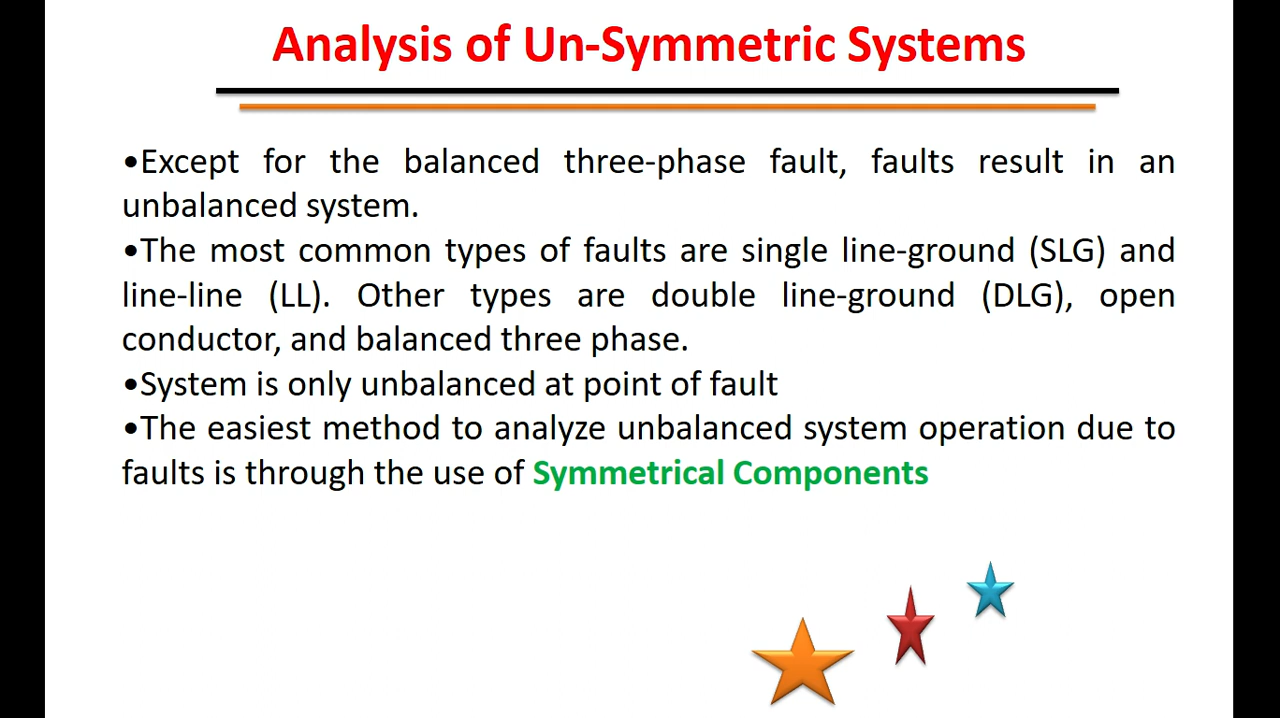 Analysis of Un-Symmetric Systems
•Except for the balanced three-phase fault, faults result in an
unbalanced system.
•The most common types of faults are single line-ground (SLG) and
line-line (LL). Other types are double line-ground (DLG), open
conductor, and balanced three phase.
•System is only unbalanced at point of fault
•The easiest method to analyze unbalanced system operation due to
faults is through the use of Symmetrical Components